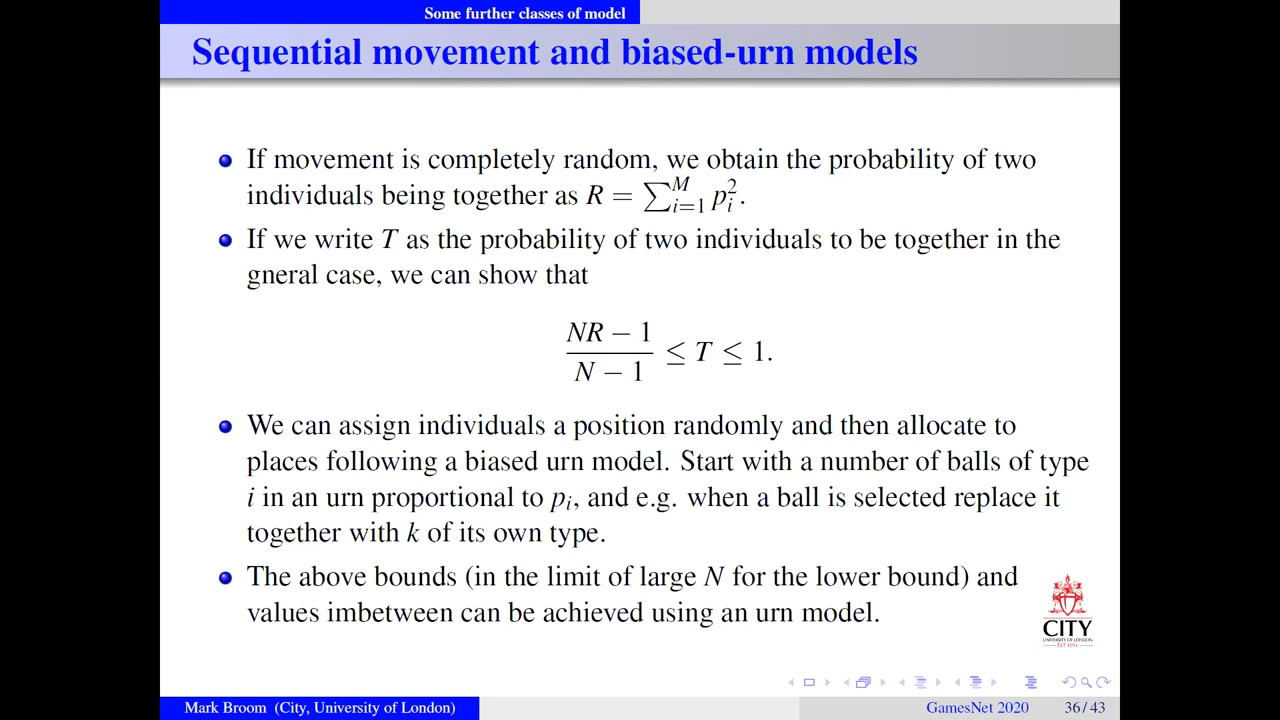 Some further classes of model
Sequential movement and biased-urn models
If movement is completely random, we obtain the probability of two
individuals being together as R = ∑_{i=1}^{M} p_i^2.
If we write T as the probability of two individuals to be together in the
gneral case, we can show that
(NR − 1)/(N − 1) ≤ T ≤ 1.
We can assign individuals a position randomly and then allocate to
places following a biased urn model. Start with a number of balls of type
i in an urn proportional to p_i, and e.g. when a ball is selected replace it
together with k of its own type.
The above bounds (in the limit of large N for the lower bound) and
values imbetween can be achieved using an urn model.
CITY
UNIVERSITY OF LONDON
EST 1894
Mark Broom (City, University of London)
GamesNet 2020
36 / 43